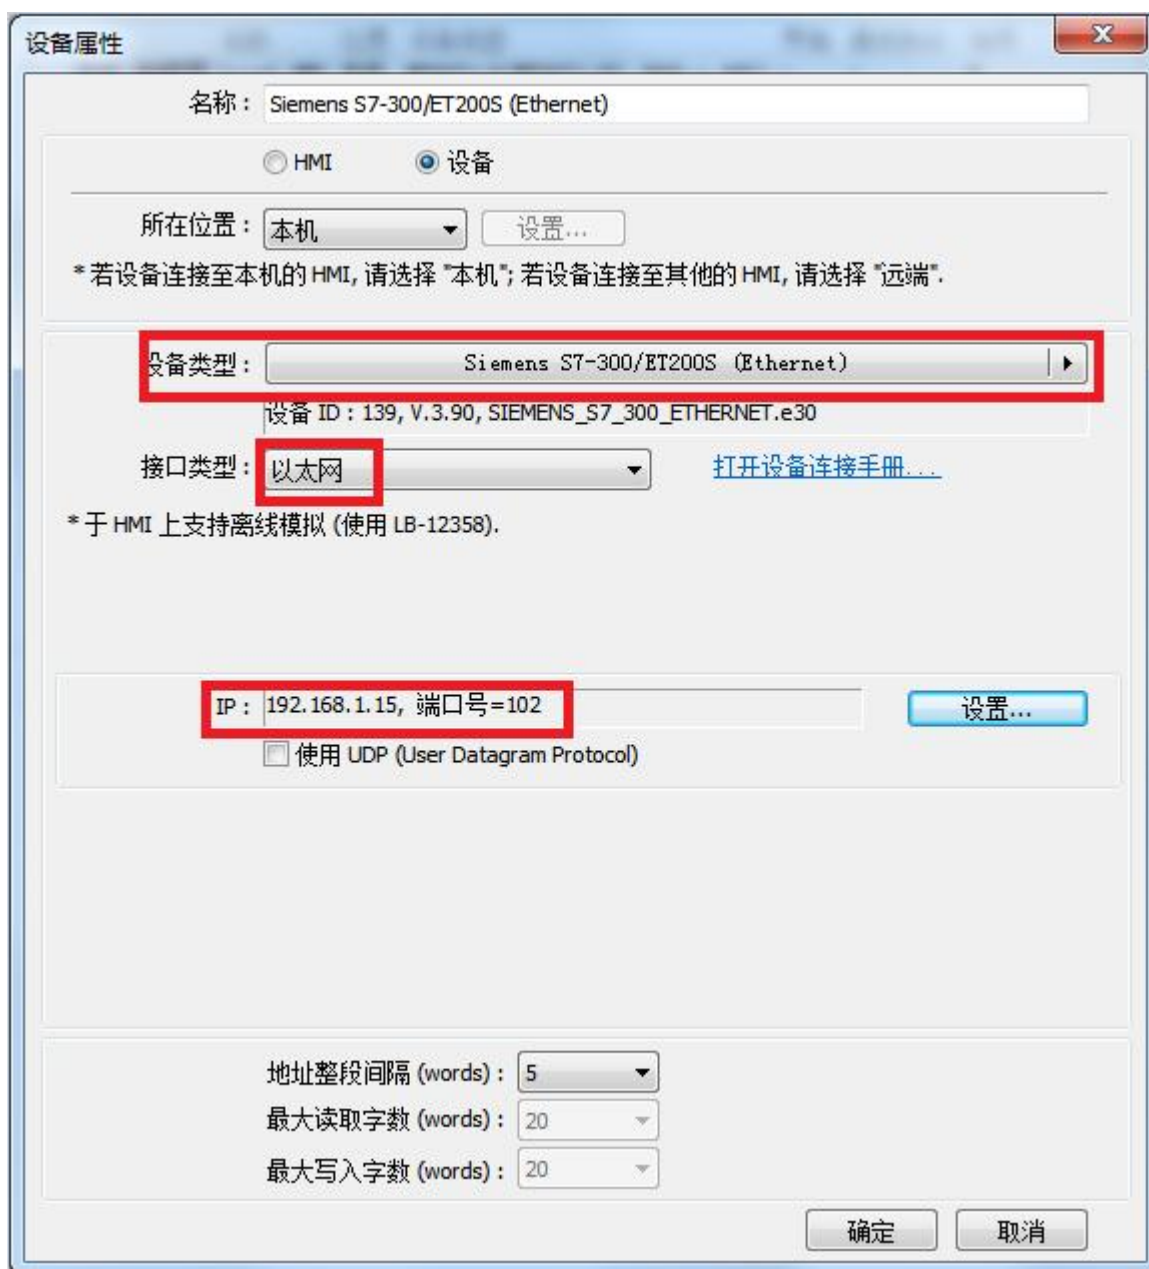 设备属性
名称： Siemens S7-300/ET200S (Ethernet)
HMI 设备
所在位置： 本机 设置...
* 若设备连接至本机的 HMI, 请选择 "本机"; 若设备连接至其他的 HMI, 请选择 "远端".
设备类型： Siemens S7-300/ET200S (Ethernet)
设备 ID : 139, V.3.90, SIEMENS_S7_300_ETHERNET.e30
接口类型： 以太网 打开设备连接手册...
* 于 HMI 上支持离线模拟 (使用 LB-12358).
IP : 192.168.1.15, 端口号=102 设置...
使用 UDP (User Datagram Protocol)
地址整段间隔 (words) : 5
最大读取字数 (words) : 20
最大写入字数 (words) : 20
确定 取消